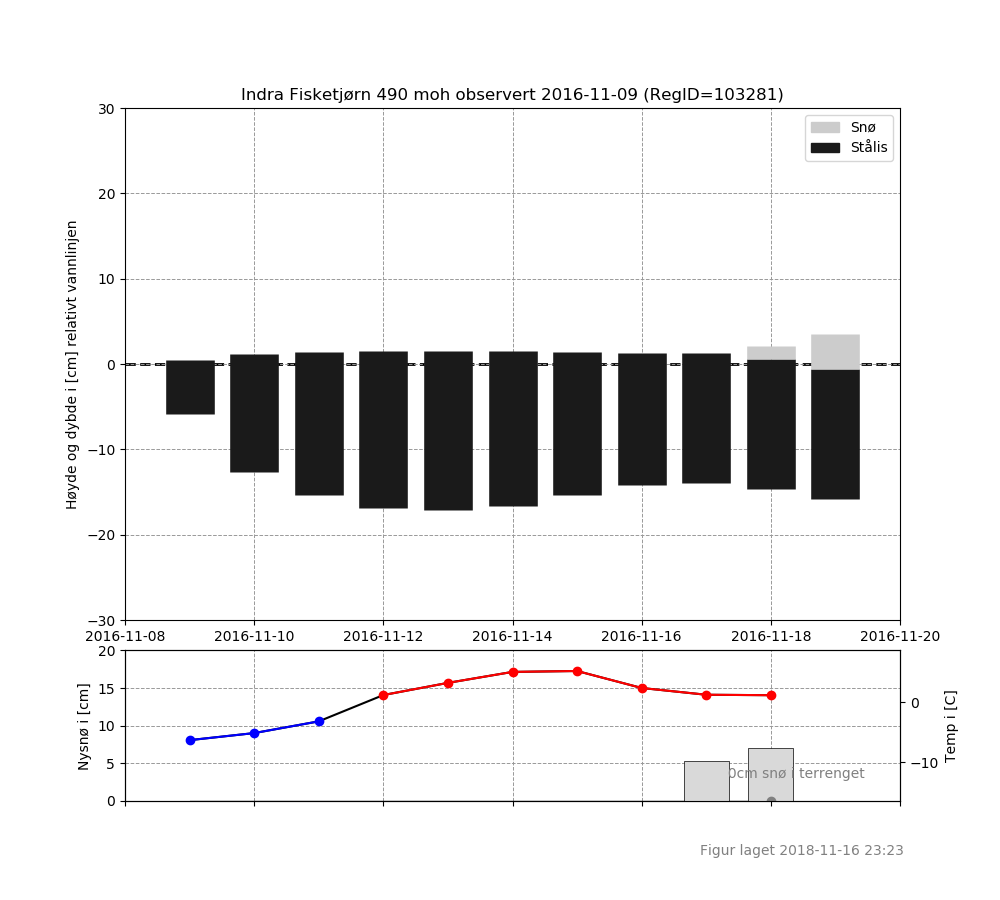 Indra Fisketjørn 490 moh observert 2016-11-09 (RegID=103281)
Snø
Stålis
Høyde og dybde i [cm] relativt vannlinjen
30
20
10
0
−10
−20
−30
2016-11-08 2016-11-10 2016-11-12 2016-11-14 2016-11-16 2016-11-18 2016-11-20
Nysnø i [cm]
20
15
10
5
0
0
−10
Temp i [C]
0cm snø i terrenget
Figur laget 2018-11-16 23:23